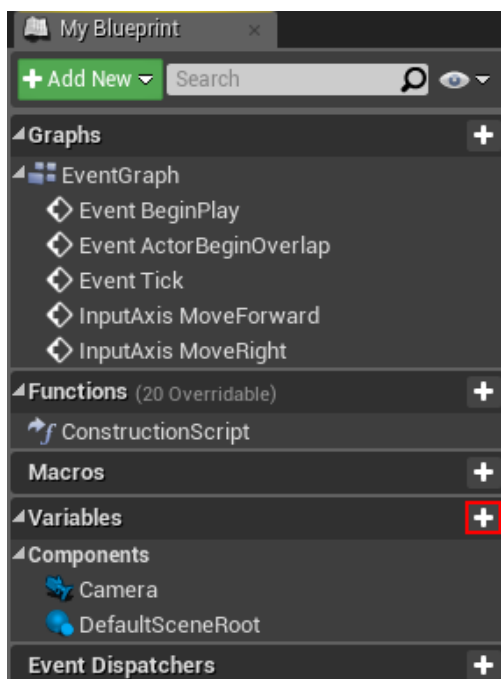 My Blueprint
Add New Search
Graphs
EventGraph
Event BeginPlay
Event ActorBeginOverlap
Event Tick
InputAxis MoveForward
InputAxis MoveRight
Functions (20 Overridable)
ConstructionScript
Macros
Variables
Components
Camera
DefaultSceneRoot
Event Dispatchers